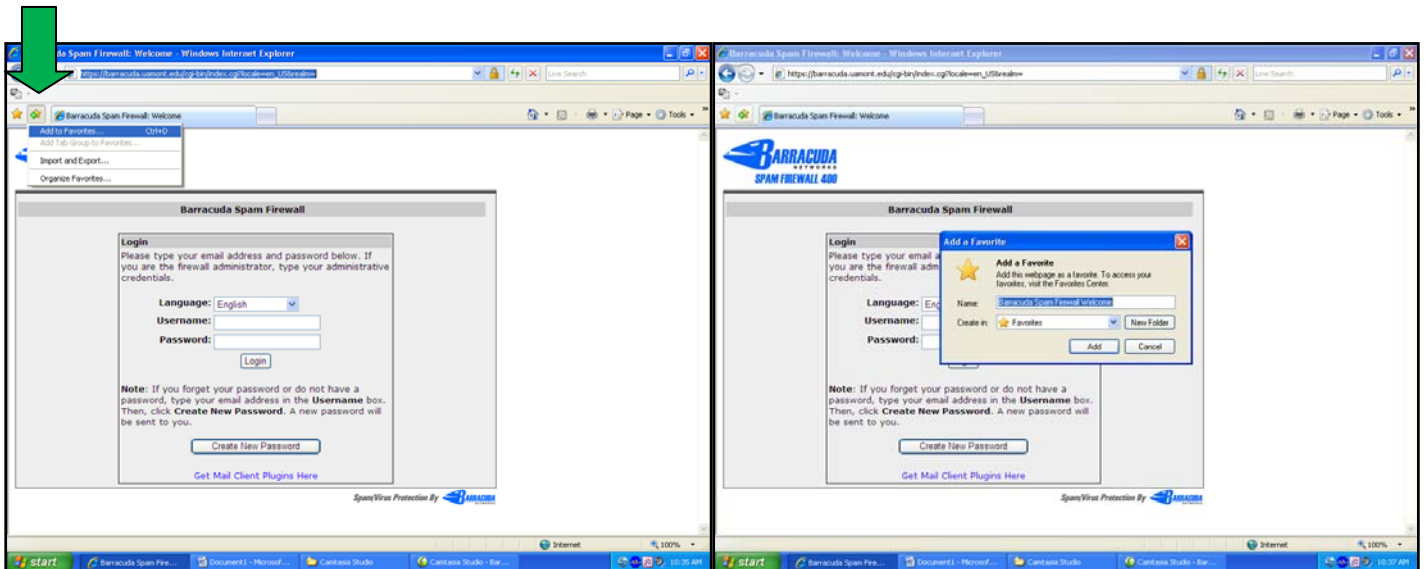 da Spam Firewall: Welcome - Windows Internet Explorer
https://barracuda.uamont.edu/cgi-bin/index.cgi?locale=en_US&realm=
Live Search
Barracuda Spam Firewall: Welcome
Page
Tools
Add to Favorites... Ctrl+D
Add Tab Group to Favorites...
Import and Export...
Organize Favorites...
Barracuda Spam Firewall
Login
Please type your email address and password below. If
you are the firewall administrator, type your administrative
credentials.
Language: English
Username:
Password:
Login
Note: If you forget your password or do not have a
password, type your email address in the Username box.
Then, click Create New Password. A new password will
be sent to you.
Create New Password
Get Mail Client Plugins Here
Spam/Virus Protection By BARRACUDA
Internet
100%
start
Barracuda Spam Fire...
Document1 - Microsof...
Camtasia Studio
Camtasia Studio - Bar...
10:35 AM
Barracuda Spam Firewall: Welcome - Windows Internet Explorer
https://barracuda.uamont.edu/cgi-bin/index.cgi?locale=en_US&realm=
Live Search
Barracuda Spam Firewall: Welcome
Page
Tools
BARRACUDA
NETWORKS
SPAM FIREWALL 400
Barracuda Spam Firewall
Login
Please type your email a
you are the firewall adm
credentials.
Language: Eng
Username:
Password:
Add a Favorite
Add a Favorite
Add this webpage as a favorite. To access your
favorites, visit the Favorites Center.
Name: Barracuda Spam Firewall Welcome
Create in: Favorites
New Folder
Add
Cancel
Note: If you forget your password or do not have a
password, type your email address in the Username box.
Then, click Create New Password. A new password will
be sent to you.
Create New Password
Get Mail Client Plugins Here
Spam/Virus Protection By BARRACUDA
Internet
100%
start
Barracuda Spam Fire...
Document1 - Microsof...
Camtasia Studio
Camtasia Studio - Bar...
10:37 AM